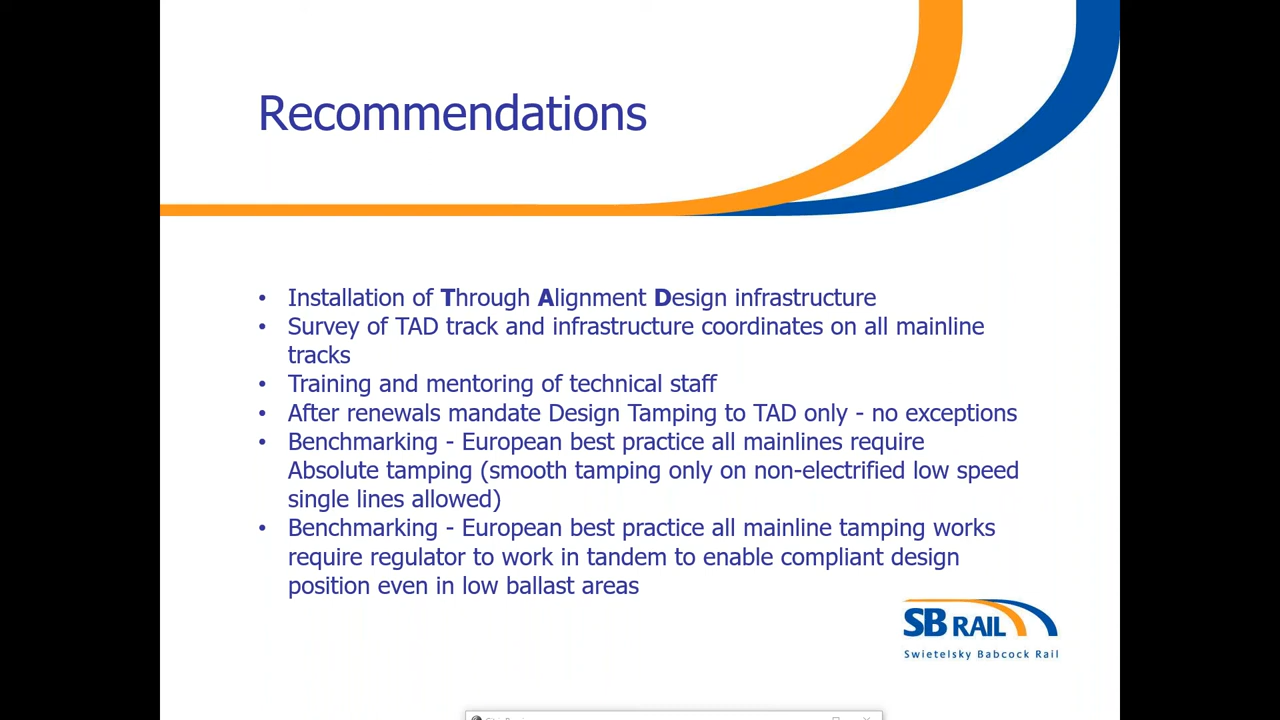 Recommendations
• Installation of Through Alignment Design infrastructure
• Survey of TAD track and infrastructure coordinates on all mainline
tracks
• Training and mentoring of technical staff
• After renewals mandate Design Tamping to TAD only - no exceptions
• Benchmarking - European best practice all mainlines require
Absolute tamping (smooth tamping only on non-electrified low speed
single lines allowed)
• Benchmarking - European best practice all mainline tamping works
require regulator to work in tandem to enable compliant design
position even in low ballast areas
SB RAIL
Swietelsky Babcock Rail